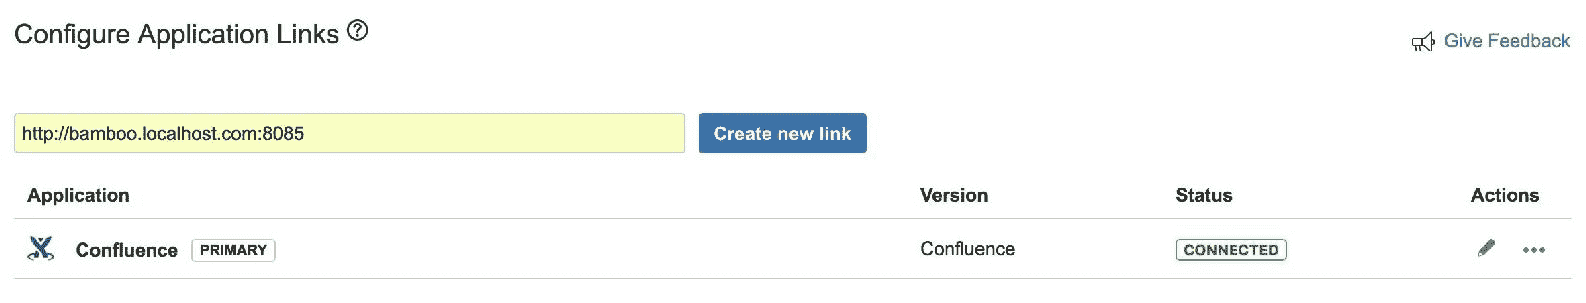 Configure Application Links ?
Give Feedback
http://bamboo.localhost.com:8085 Create new link
Application Version Status Actions
Confluence PRIMARY Confluence CONNECTED